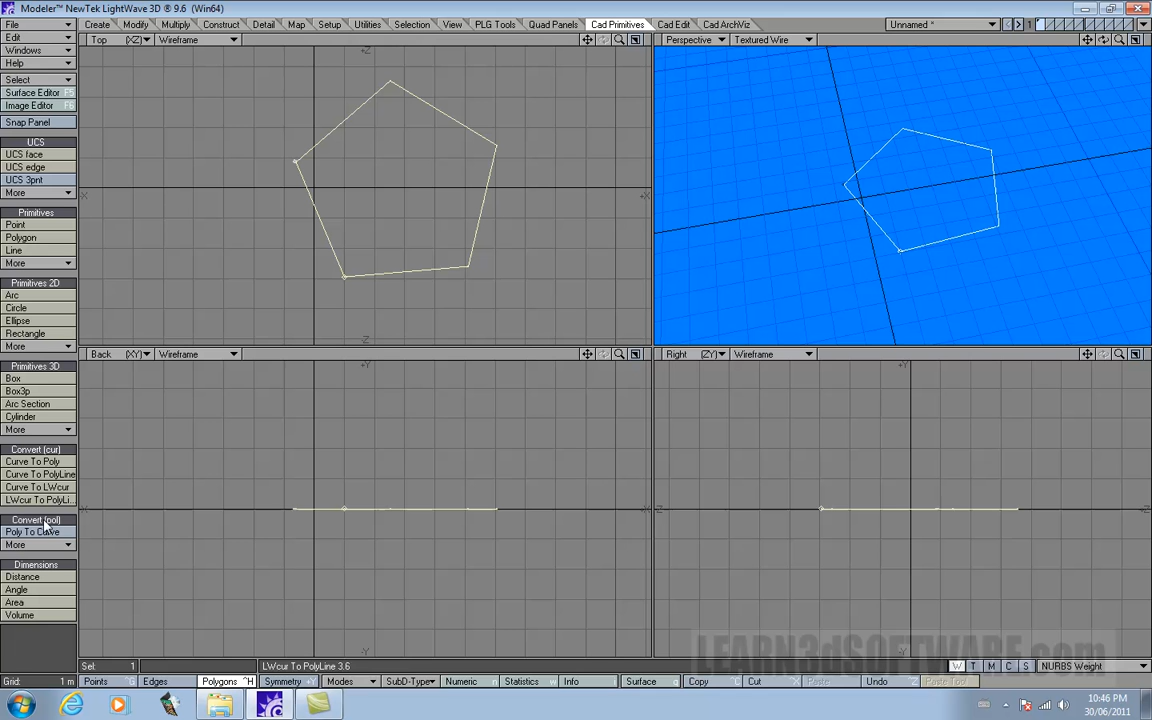 Modeler™ NewTek LightWave 3D ® 9.6 (Win64)
File
Create
Modify
Multiply
Construct
Detail
Map
Setup
Utilities
Selection
View
PLG Tools
Quad Panels
Cad Primitives
Cad Edit
Cad ArchViz
Unnamed *
1
Edit
Windows
Help
Select
Surface Editor F5
Image Editor F6
Snap Panel
UCS
UCS face
UCS edge
UCS 3pnt
More
Primitives
Point
Polygon
Line
More
Primitives 2D
Arc
Circle
Ellipse
Rectangle
More
Primitives 3D
Box
Box3p
Arc Section
Cylinder
More
Convert (cur)
Curve To Poly
Curve To PolyLine
Curve To LWcur
LWcur To PolyLi...
Convert (pol)
Poly To Curve
More
Dimensions
Distance
Angle
Area
Volume
Top (XZ) Wireframe
+Z
-X
+X
-Z
Perspective Textured Wire
Back (XY) Wireframe
+Y
-X
+X
-Y
Right (ZY) Wireframe
+Y
-Z
+Z
-Y
LEARN3dSOFTWARE.com
Sel: 1
LWcur To PolyLine 3.6
W T M C S NURBS Weight
Grid: 1 m
Points ^G
Edges
Polygons ^H
Symmetry +Y
Modes
SubD-Type
Numeric n
Statistics w
Info i
Surface q
Copy ^C
Cut ^X
Paste ^V
Undo ^Z
Paste Tool
10:46 PM
30/06/2011